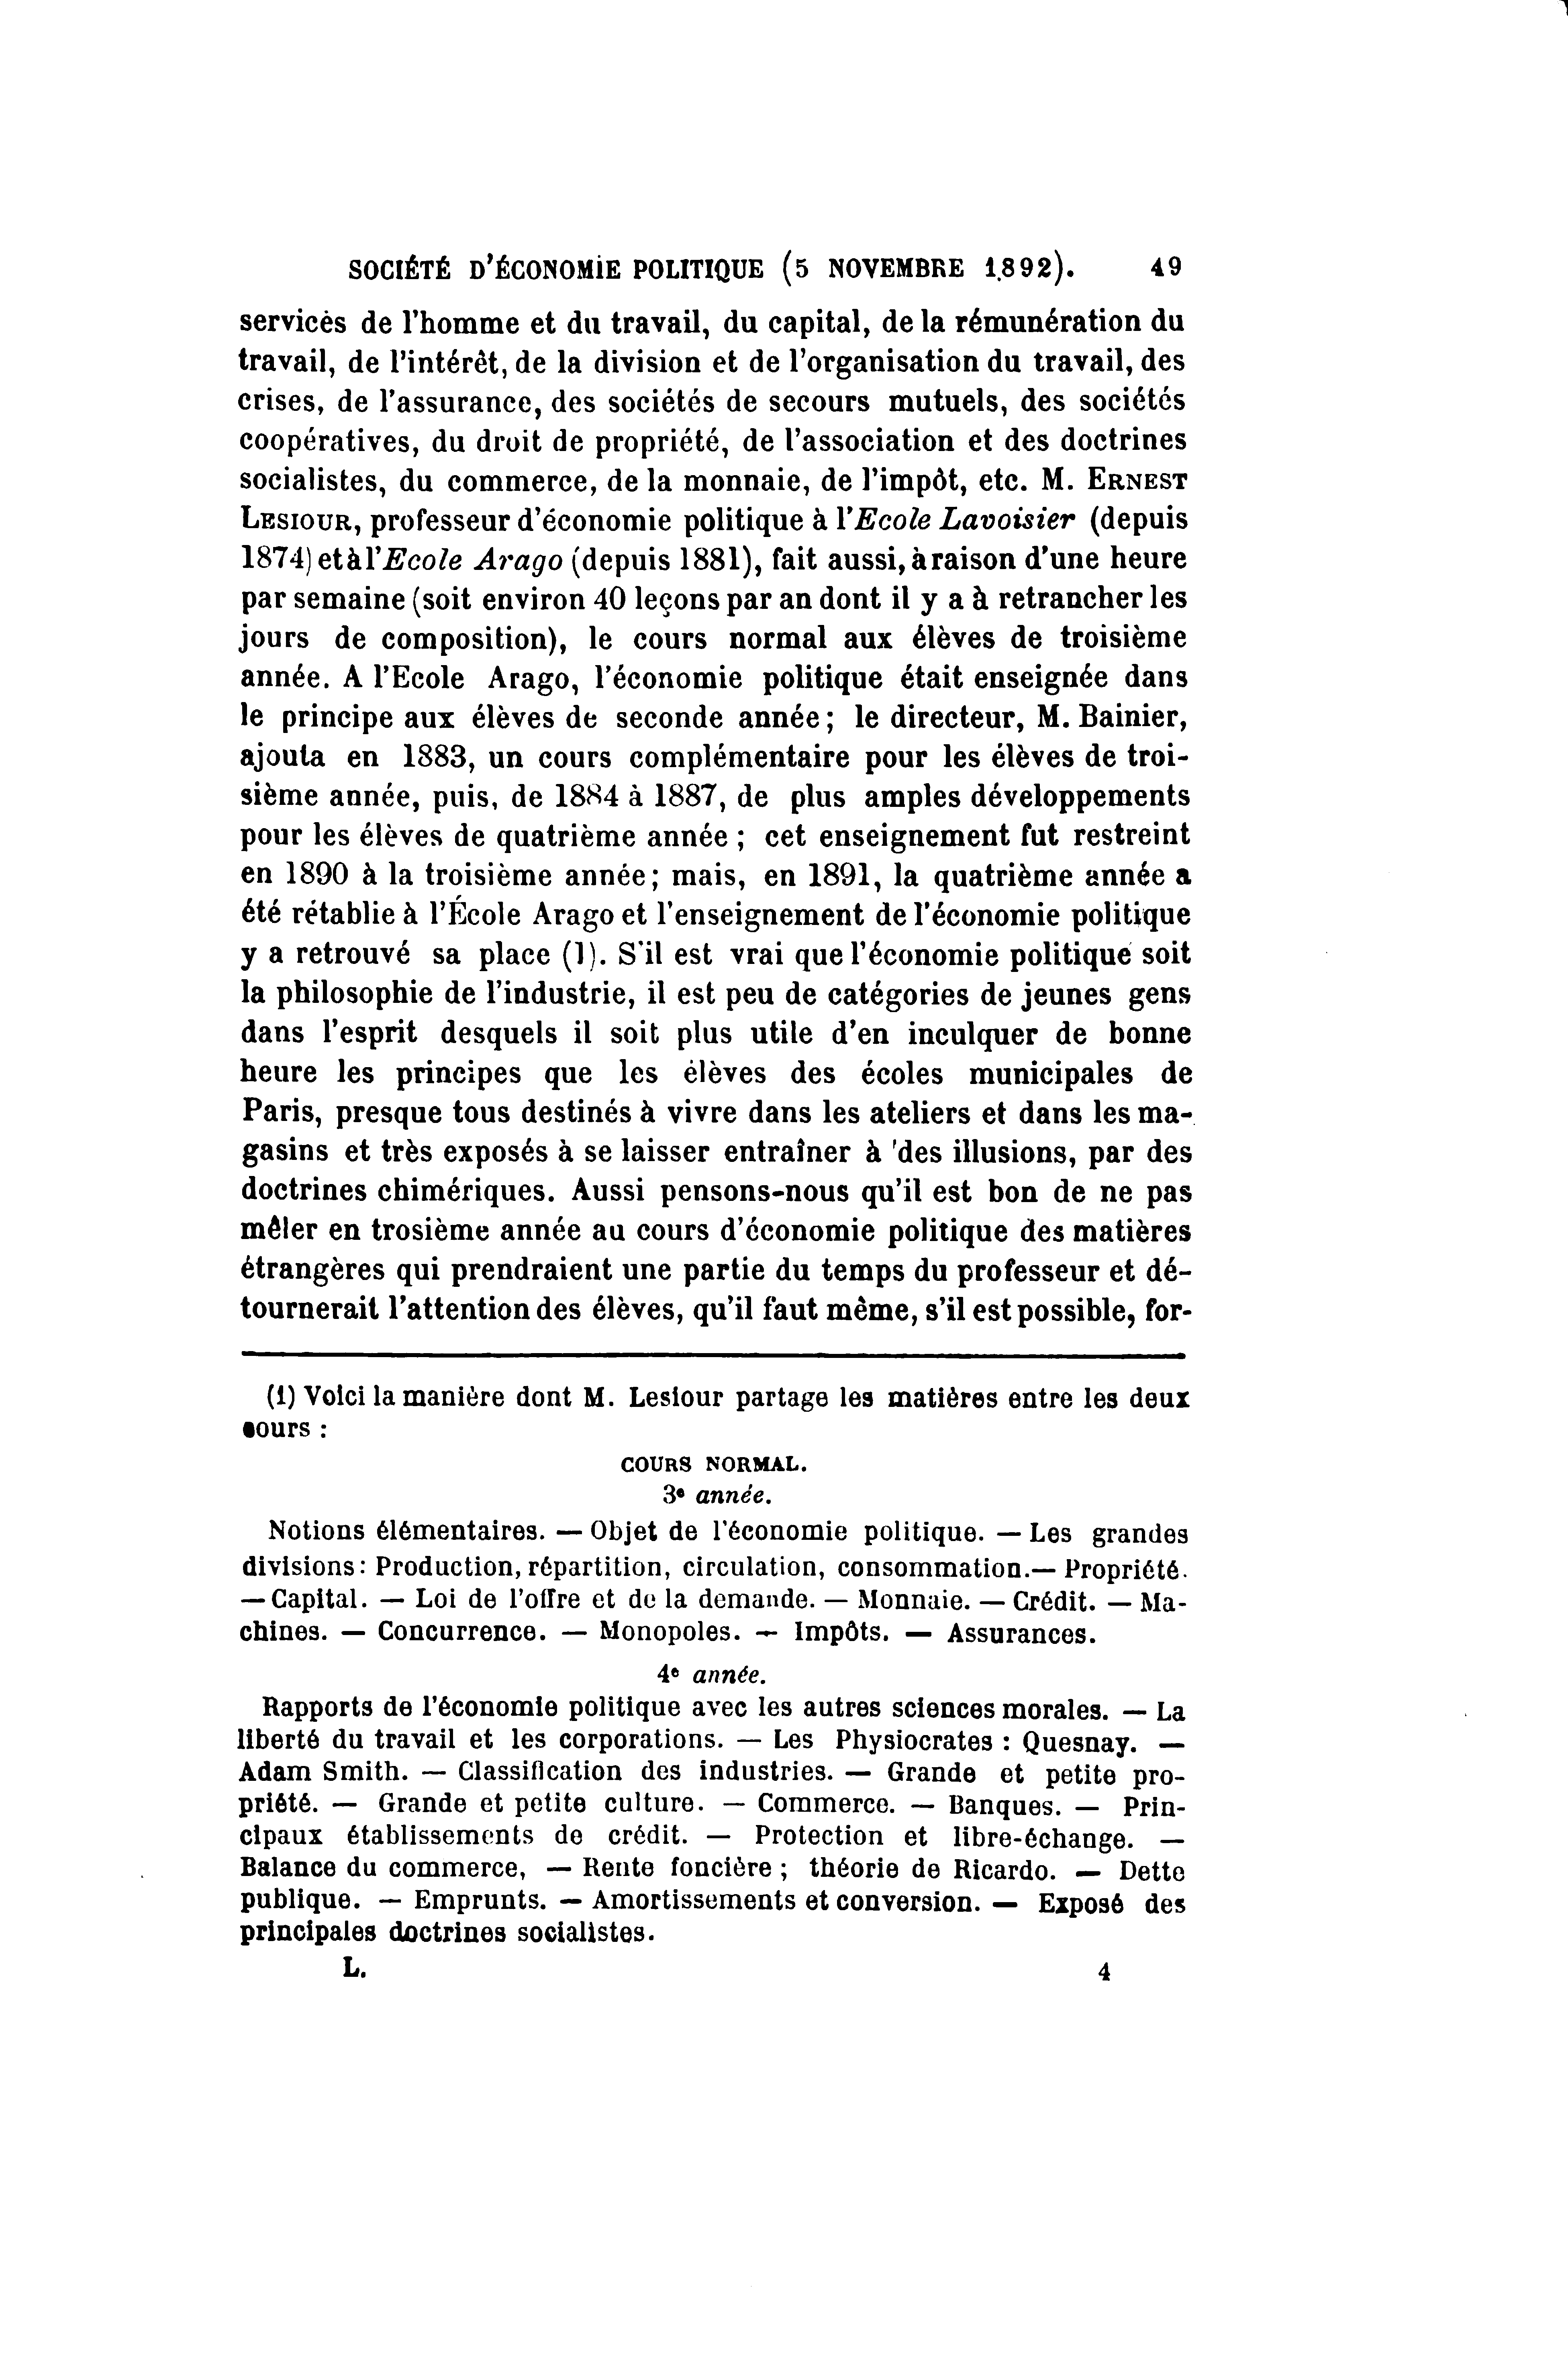 SOCIÉTÉ D'ÉCONOMIE POLITIQUE (5 NOVEMBRE 1892). 49
services de l'homme et du travail, du capital, de la rémunération du
travail, de l'intérêt, de la division et de l'organisation du travail, des
crises, de l'assurance, des sociétés de secours mutuels, des sociétés
coopératives, du droit de propriété, de l'association et des doctrines
socialistes, du commerce, de la monnaie, de l'impôt, etc. M. ERNEST
LESIOUR, professeur d'économie politique à l'Ecole Lavoisier (depuis
1874) et à l'Ecole Arago (depuis 1881), fait aussi, à raison d'une heure
par semaine (soit environ 40 leçons par an dont il y a à retrancher les
jours de composition), le cours normal aux élèves de troisième
année. A l'Ecole Arago, l'économie politique était enseignée dans
le principe aux élèves de seconde année; le directeur, M. Bainier,
ajouta en 1883, un cours complémentaire pour les élèves de troi-
sième année, puis, de 1884 à 1887, de plus amples développements
pour les élèves de quatrième année ; cet enseignement fut restreint
en 1890 à la troisième année; mais, en 1891, la quatrième année a
été rétablie à l'École Arago et l'enseignement de l'économie politique
y a retrouvé sa place (1). S'il est vrai que l'économie politique soit
la philosophie de l'industrie, il est peu de catégories de jeunes gens
dans l'esprit desquels il soit plus utile d'en inculquer de bonne
heure les principes que les élèves des écoles municipales de
Paris, presque tous destinés à vivre dans les ateliers et dans les ma-
gasins et très exposés à se laisser entraîner à des illusions, par des
doctrines chimériques. Aussi pensons-nous qu'il est bon de ne pas
mêler en trosième année au cours d'économie politique des matières
étrangères qui prendraient une partie du temps du professeur et dé-
tournerait l'attention des élèves, qu'il faut même, s'il est possible, for-
(1) Voici la manière dont M. Lesiour partage les matières entre les deux
cours :
COURS NORMAL.
3e année.
Notions élémentaires. — Objet de l'économie politique. — Les grandes
divisions: Production, répartition, circulation, consommation. — Propriété.
— Capital. — Loi de l'offre et de la demande. — Monnaie. — Crédit. — Ma-
chines. — Concurrence. — Monopoles. — Impôts. — Assurances.
4e année.
Rapports de l'économie politique avec les autres sciences morales. — La
liberté du travail et les corporations. — Les Physiocrates : Quesnay. —
Adam Smith. — Classification des industries. — Grande et petite pro-
priété. — Grande et petite culture. — Commerce. — Banques. — Prin-
cipaux établissements de crédit. — Protection et libre-échange. —
Balance du commerce, — Rente foncière ; théorie de Ricardo. — Dette
publique. — Emprunts. — Amortissements et conversion. — Exposé des
principales doctrines socialistes.
L. 4